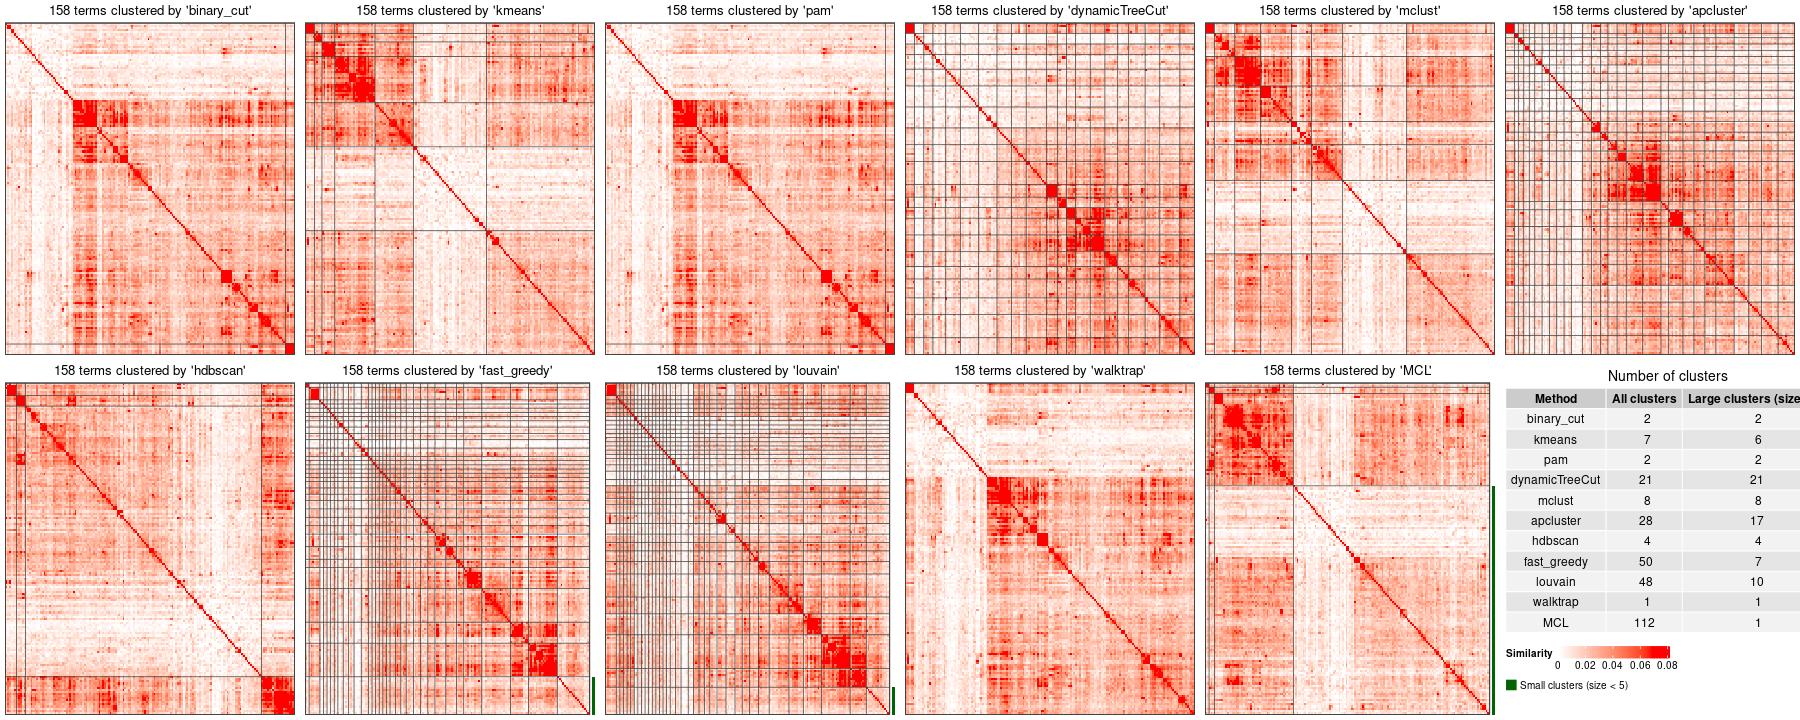 158 terms clustered by 'binary_cut'
158 terms clustered by 'kmeans'
158 terms clustered by 'pam'
158 terms clustered by 'dynamicTreeCut'
158 terms clustered by 'mclust'
158 terms clustered by 'apcluster'
158 terms clustered by 'hdbscan'
158 terms clustered by 'fast_greedy'
158 terms clustered by 'louvain'
158 terms clustered by 'walktrap'
158 terms clustered by 'MCL'
Number of clusters
Method All clusters Large clusters (size
binary_cut 2 2
kmeans 7 6
pam 2 2
dynamicTreeCut 21 21
mclust 8 8
apcluster 28 17
hdbscan 4 4
fast_greedy 50 7
louvain 48 10
walktrap 1 1
MCL 112 1
Similarity
0 0.02 0.04 0.06 0.08
Small clusters (size < 5)